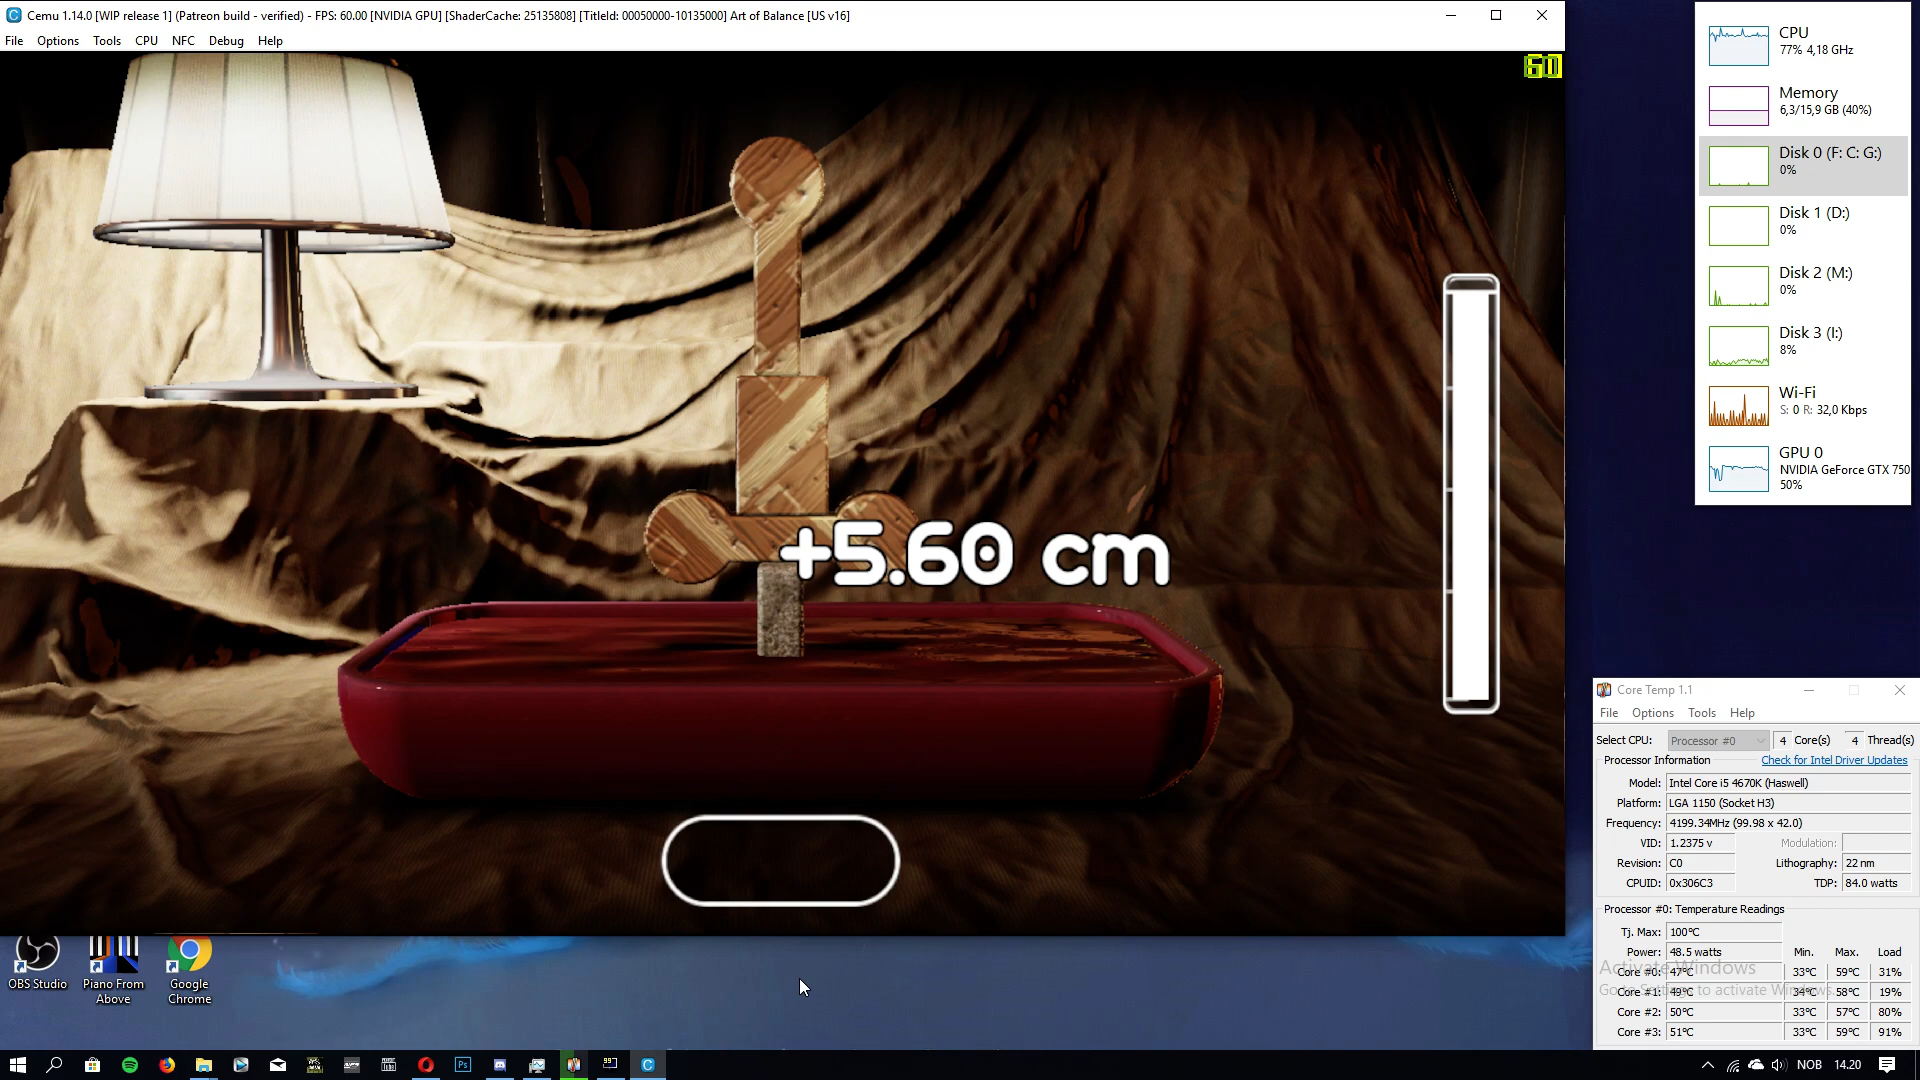 Cemu 1.14.0 [WIP release 1] (Patreon build - verified) - FPS: 60.00 [NVIDIA GPU] [ShaderCache: 25135808] [TitleId: 00050000-10135000] Art of Balance [US v16]
File Options Tools CPU NFC Debug Help
60
+5.60 cm
CPU
77% 4,18 GHz
Memory
6,3/15,9 GB (40%)
Disk 0 (F: C: G:)
0%
Disk 1 (D:)
0%
Disk 2 (M:)
0%
Disk 3 (I:)
8%
Wi-Fi
S: 0 R: 32,0 Kbps
GPU 0
NVIDIA GeForce GTX 750
50%
Core Temp 1.1
File Options Tools Help
Select CPU: Processor #0 4 Core(s) 4 Thread(s)
Processor Information Check for Intel Driver Updates
Model: Intel Core i5 4670K (Haswell)
Platform: LGA 1150 (Socket H3)
Frequency: 4199.34MHz (99.98 x 42.0)
VID: 1.2375 v Modulation:
Revision: C0 Lithography: 22 nm
CPUID: 0x306C3 TDP: 84.0 watts
Processor #0: Temperature Readings
Tj. Max: 100°C
Power: 48.5 watts Min. Max. Load
Core #0: 47°C 33°C 59°C 31%
Core #1: 49°C 34°C 58°C 19%
Core #2: 50°C 33°C 57°C 80%
Core #3: 51°C 33°C 59°C 91%
Activate Windows
Go to Settings to activate Windows.
OBS Studio
Piano From Above
Google Chrome
NOB 14.20